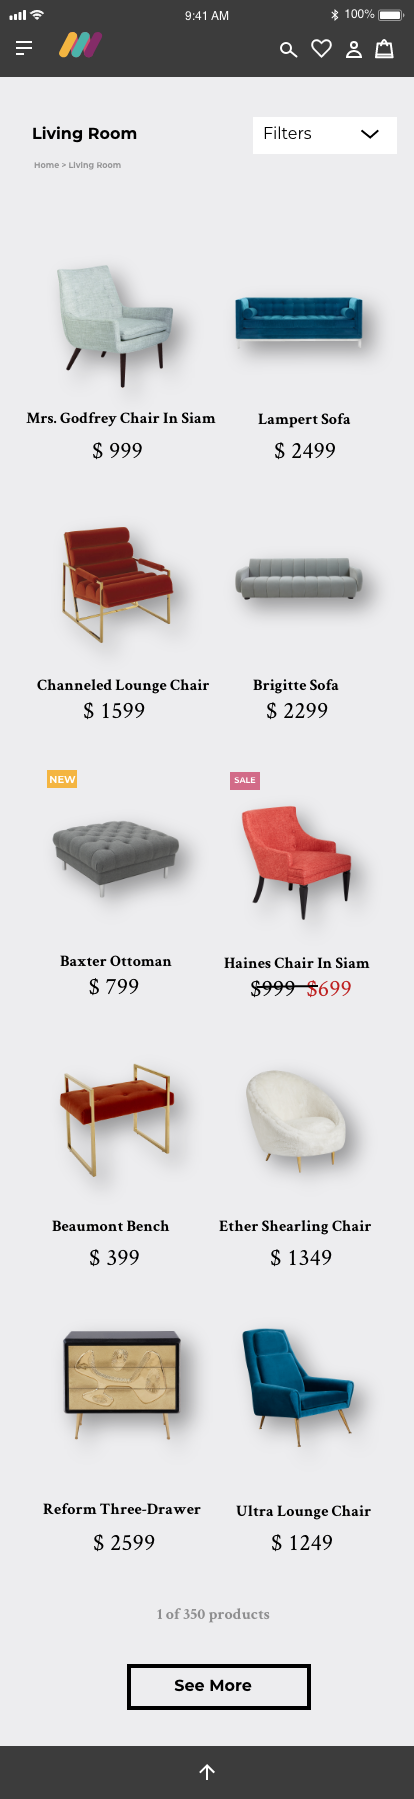 9:41 AM
100%
Living Room
Filters
Home > Living Room
Mrs. Godfrey Chair In Siam
$ 999
Lampert Sofa
$ 2499
Channeled Lounge Chair
$ 1599
Brigitte Sofa
$ 2299
NEW
SALE
Baxter Ottoman
$ 799
Haines Chair In Siam
$999 $699
Beaumont Bench
$ 399
Ether Shearling Chair
$ 1349
Reform Three-Drawer
$ 2599
Ultra Lounge Chair
$ 1249
1 of 350 products
See More